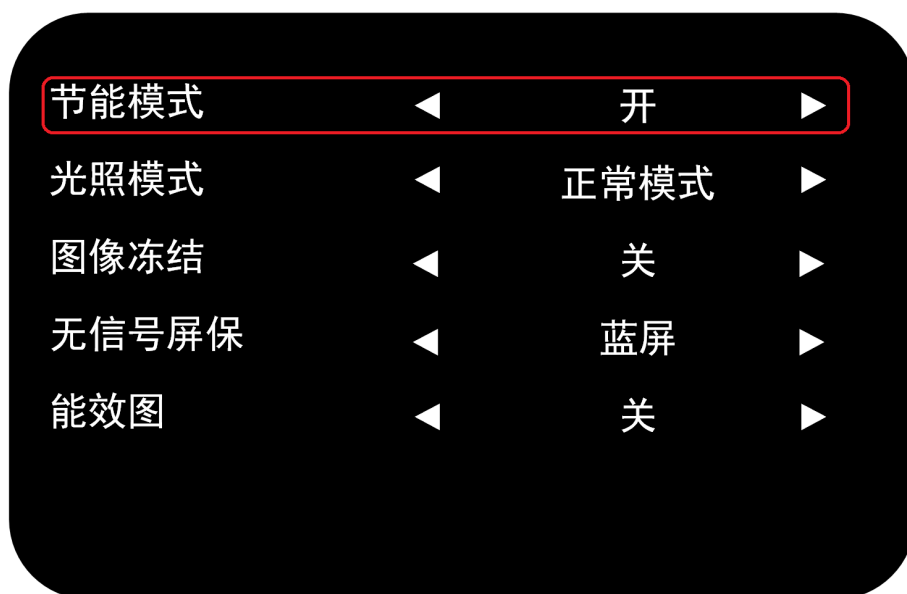 节能模式 ◀ 开 ▶
光照模式 ◀ 正常模式 ▶
图像冻结 ◀ 关 ▶
无信号屏保 ◀ 蓝屏 ▶
能效图 ◀ 关 ▶